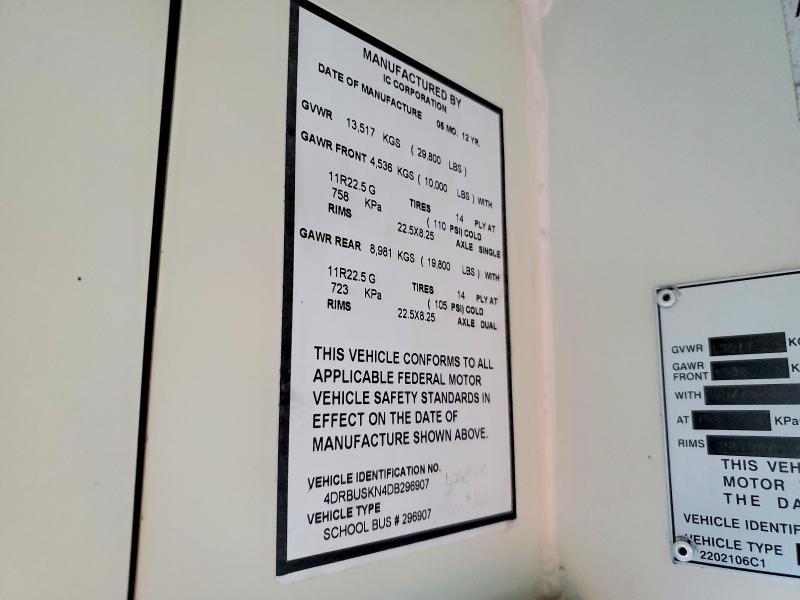 MANUFACTURED BY
IC CORPORATION
DATE OF MANUFACTURE 06 MO. 12 YR.
GVWR 13,517 KGS ( 29,800 LBS )
GAWR FRONT 4,536 KGS ( 10,000 LBS ) WITH
11R22.5 G TIRES 14 PLY AT
758 KPa ( 110 PSI) COLD
RIMS 22.5X8.25 AXLE SINGLE
GAWR REAR 8,981 KGS ( 19,800 LBS ) WITH
11R22.5 G TIRES 14 PLY AT
723 KPa ( 105 PSI) COLD
RIMS 22.5X8.25 AXLE DUAL
THIS VEHICLE CONFORMS TO ALL
APPLICABLE FEDERAL MOTOR
VEHICLE SAFETY STANDARDS IN
EFFECT ON THE DATE OF
MANUFACTURE SHOWN ABOVE.
VEHICLE IDENTIFICATION NO.
4DRBUSKN4DB296907
VEHICLE TYPE
SCHOOL BUS # 296907
GVWR KG
GAWR
FRONT K
WITH
AT KPa
RIMS
THIS VEH
MOTOR
THE DA
VEHICLE IDENTIF
VEHICLE TYPE
2202106C1